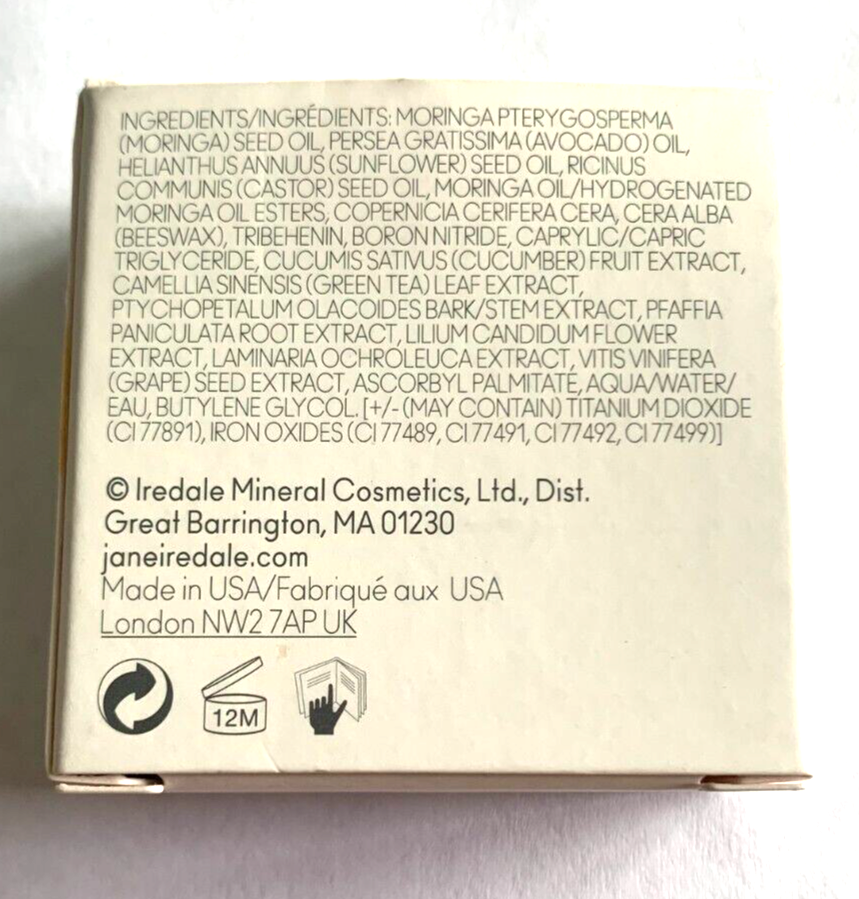 INGREDIENTS/INGRÉDIENTS: MORINGA PTERYGOSPERMA
(MORINGA) SEED OIL, PERSEA GRATISSIMA (AVOCADO) OIL,
HELIANTHUS ANNUUS (SUNFLOWER) SEED OIL, RICINUS
COMMUNIS (CASTOR) SEED OIL, MORINGA OIL/HYDROGENATED
MORINGA OIL ESTERS, COPERNICIA CERIFERA CERA, CERA ALBA
(BEESWAX), TRIBEHENIN, BORON NITRIDE, CAPRYLIC/CAPRIC
TRIGLYCERIDE, CUCUMIS SATIVUS (CUCUMBER) FRUIT EXTRACT,
CAMELLIA SINENSIS (GREEN TEA) LEAF EXTRACT,
PTYCHOPETALUM OLACOIDES BARK/STEM EXTRACT, PFAFFIA
PANICULATA ROOT EXTRACT, LILIUM CANDIDUM FLOWER
EXTRACT, LAMINARIA OCHROLEUCA EXTRACT, VITIS VINIFERA
(GRAPE) SEED EXTRACT, ASCORBYL PALMITATE, AQUA/WATER/
EAU, BUTYLENE GLYCOL. [+/- (MAY CONTAIN) TITANIUM DIOXIDE
(CI 77891), IRON OXIDES (CI 77489, CI 77491, CI 77492, CI 77499)]
© Iredale Mineral Cosmetics, Ltd., Dist.
Great Barrington, MA 01230
janeiredale.com
Made in USA/Fabriqué aux USA
London NW2 7AP UK
12M